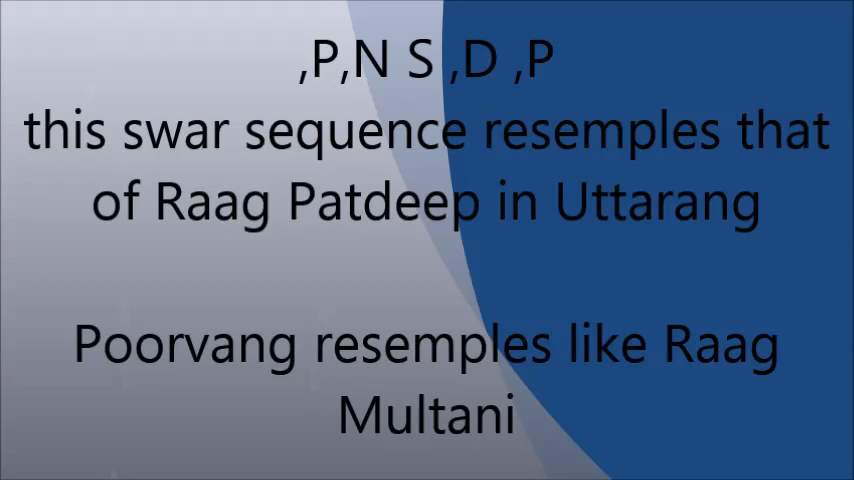 ,P,N S ,D ,P
this swar sequence resemples that
of Raag Patdeep in Uttarang
Poorvang resemples like Raag
Multani